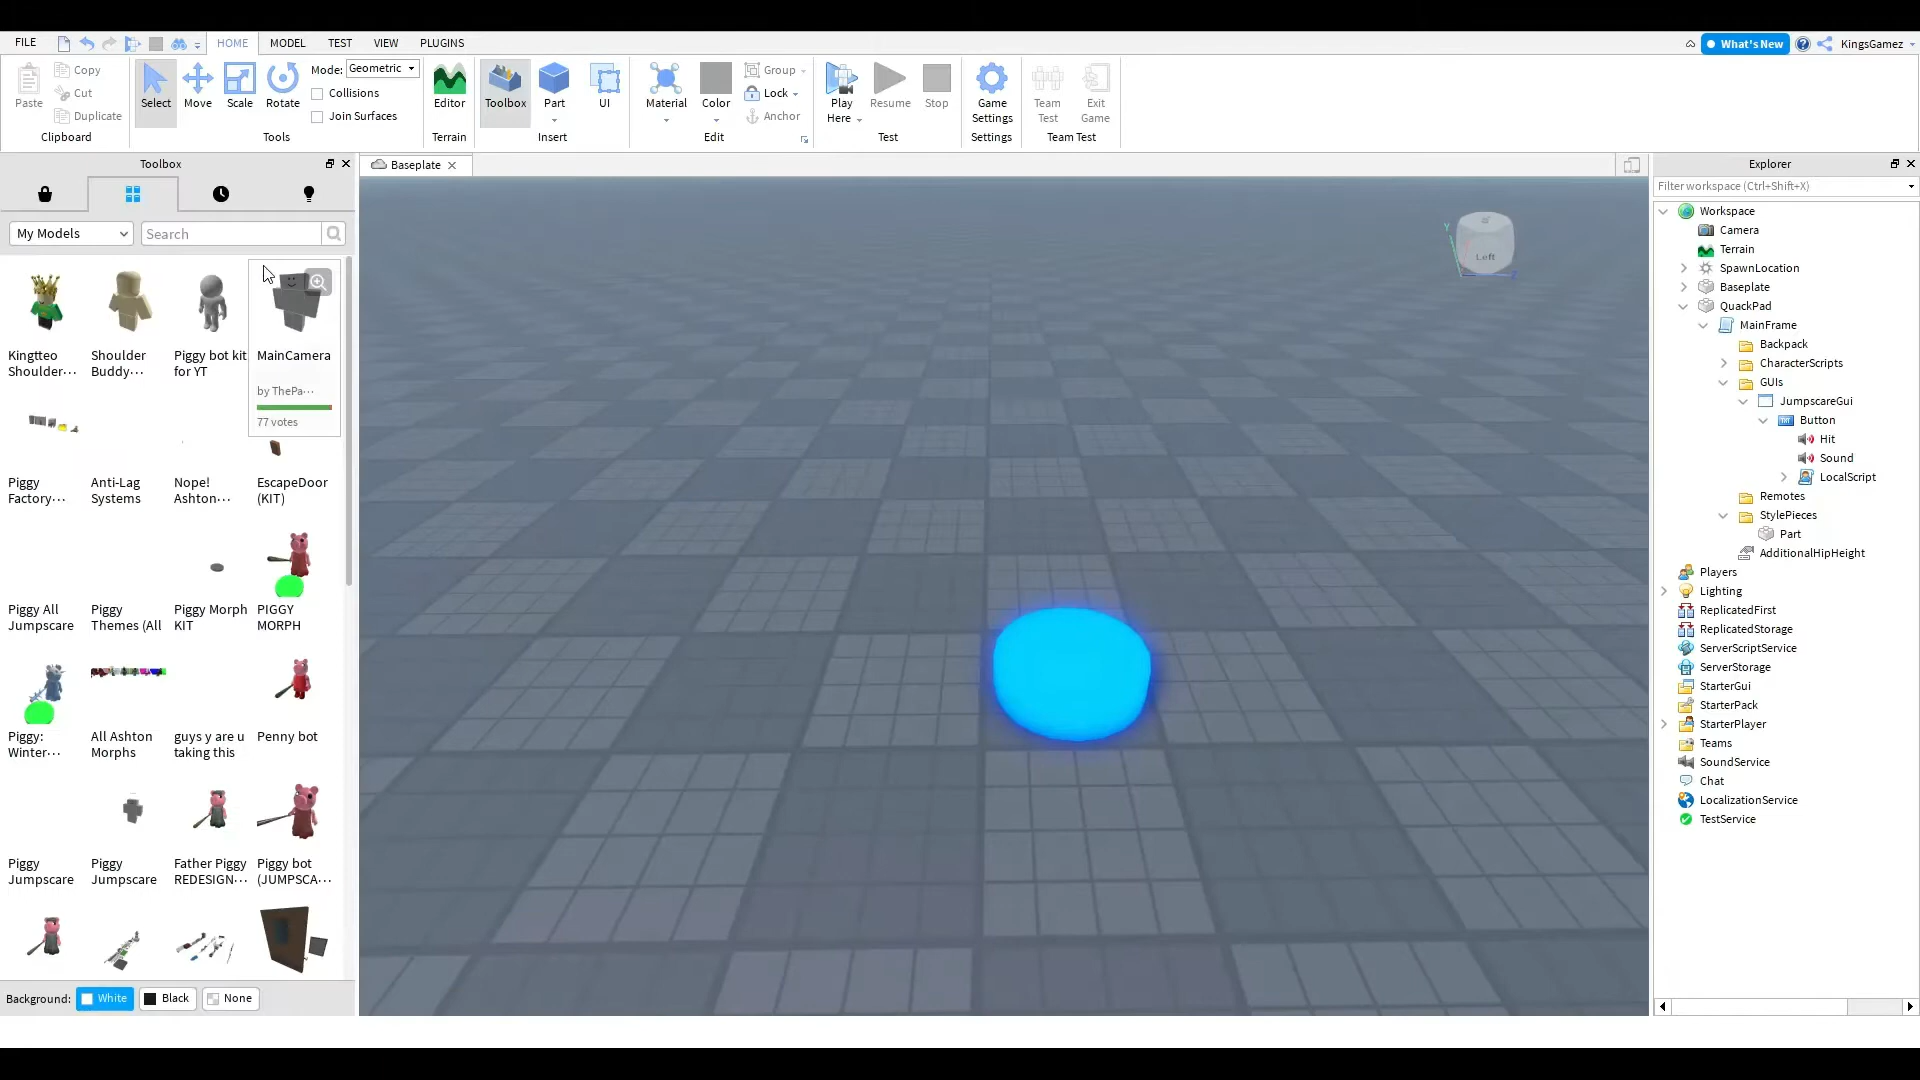 FILE HOME MODEL TEST VIEW PLUGINS What's New KingsGamez
Paste Copy Cut Duplicate Clipboard
Select Move Scale Rotate Mode: Geometric Collisions Join Surfaces Tools
Editor Terrain
Toolbox Part UI Insert
Material Color Group Lock Anchor Edit
Play Here Resume Stop Test
Game Settings Settings
Team Test Exit Game Team Test
Toolbox
Baseplate
Explorer
My Models Search
Filter workspace (Ctrl+Shift+X)
Kingtteo Shoulder···
Shoulder Buddy···
Piggy bot kit for YT
MainCamera
by ThePa···
77 votes
Piggy Factory···
Anti-Lag Systems
Nope! Ashton···
EscapeDoor (KIT)
Piggy All Jumpscare
Piggy Themes (All
Piggy Morph KIT
PIGGY MORPH
Piggy: Winter···
All Ashton Morphs
guys y are u taking this
Penny bot
Piggy Jumpscare
Piggy Jumpscare
Father Piggy REDESIGN···
Piggy bot (JUMPSCA···
Background: White Black None
Y
Left
Z
Workspace
Camera
Terrain
SpawnLocation
Baseplate
QuackPad
MainFrame
Backpack
CharacterScripts
GUIs
JumpscareGui
Button
Hit
Sound
LocalScript
Remotes
StylePieces
Part
AdditionalHipHeight
Players
Lighting
ReplicatedFirst
ReplicatedStorage
ServerScriptService
ServerStorage
StarterGui
StarterPack
StarterPlayer
Teams
SoundService
Chat
LocalizationService
TestService